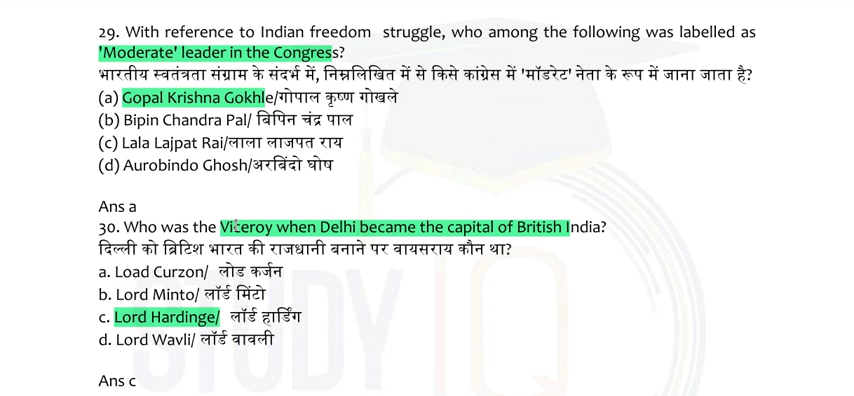 29. With reference to Indian freedom struggle, who among the following was labelled as
'Moderate' leader in the Congress?
भारतीय स्वतंत्रता संग्राम के संदर्भ में, निम्नलिखित में से किसे कांग्रेस में 'मॉडरेट' नेता के रूप में जाना जाता है?
(a) Gopal Krishna Gokhle/गोपाल कृष्ण गोखले
(b) Bipin Chandra Pal/ बिपिन चंद्र पाल
(c) Lala Lajpat Rai/लाला लाजपत राय
(d) Aurobindo Ghosh/अरबिंदो घोष
Ans a
30. Who was the Viceroy when Delhi became the capital of British India?
दिल्ली को ब्रिटिश भारत की राजधानी बनाने पर वायसराय कौन था?
a. Load Curzon/ लोड कर्जन
b. Lord Minto/ लॉर्ड मिंटो
c. Lord Hardinge/ लॉर्ड हार्डिंग
d. Lord Wavli/ लॉर्ड वावली
Ans c
STUDY IQ